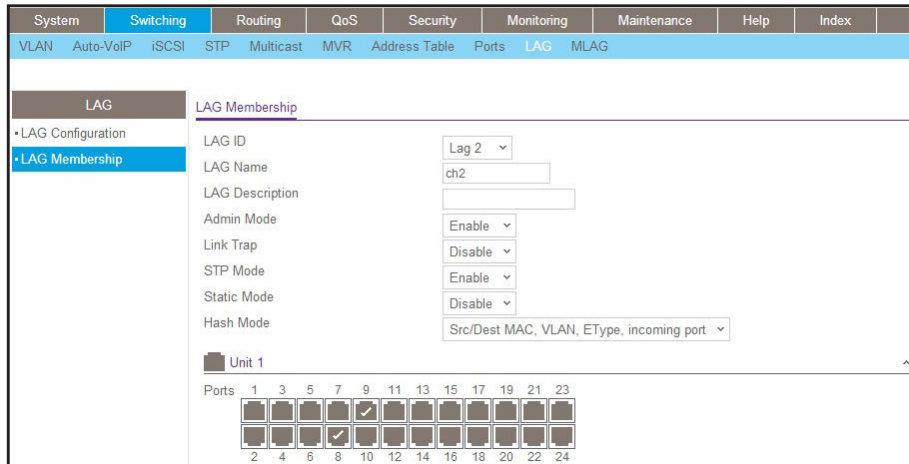 System Switching Routing QoS Security Monitoring Maintenance Help Index
VLAN Auto-VoIP iSCSI STP Multicast MVR Address Table Ports LAG MLAG
LAG
LAG Configuration
LAG Membership
LAG Membership
LAG ID Lag 2
LAG Name ch2
LAG Description
Admin Mode Enable
Link Trap Disable
STP Mode Enable
Static Mode Disable
Hash Mode Src/Dest MAC, VLAN, EType, incoming port
Unit 1
Ports 1 3 5 7 9 11 13 15 17 19 21 23
2 4 6 8 10 12 14 16 18 20 22 24